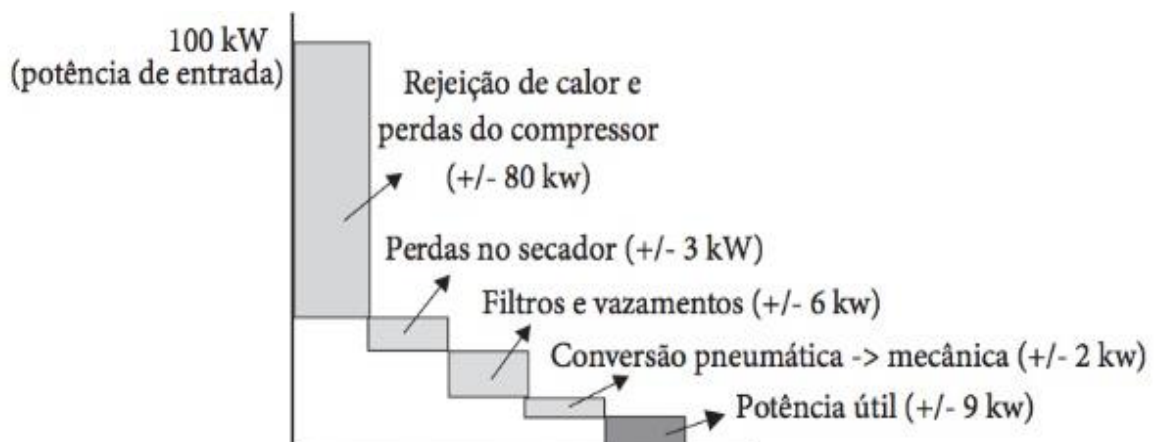 100 kW
(potência de entrada)
Rejeição de calor e
perdas do compressor
(+/- 80 kw)
Perdas no secador (+/- 3 kW)
Filtros e vazamentos (+/- 6 kw)
Conversão pneumática -> mecânica (+/- 2 kw)
Potência útil (+/- 9 kw)